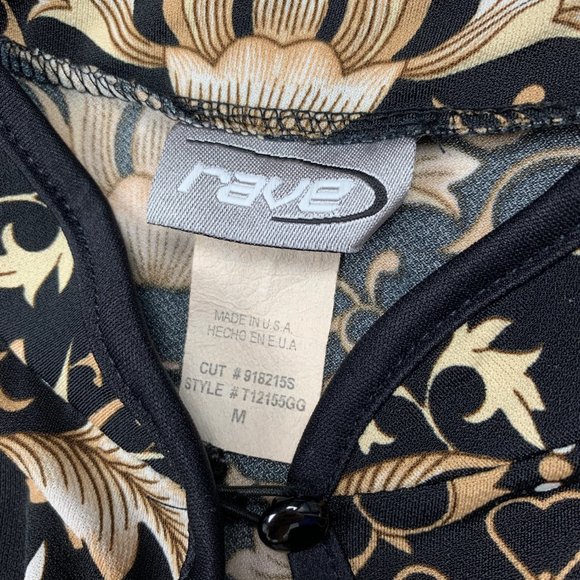 rave
MADE IN U.S.A
HECHO EN E.U.A
CUT # 918215S
STYLE # T12155GG
M